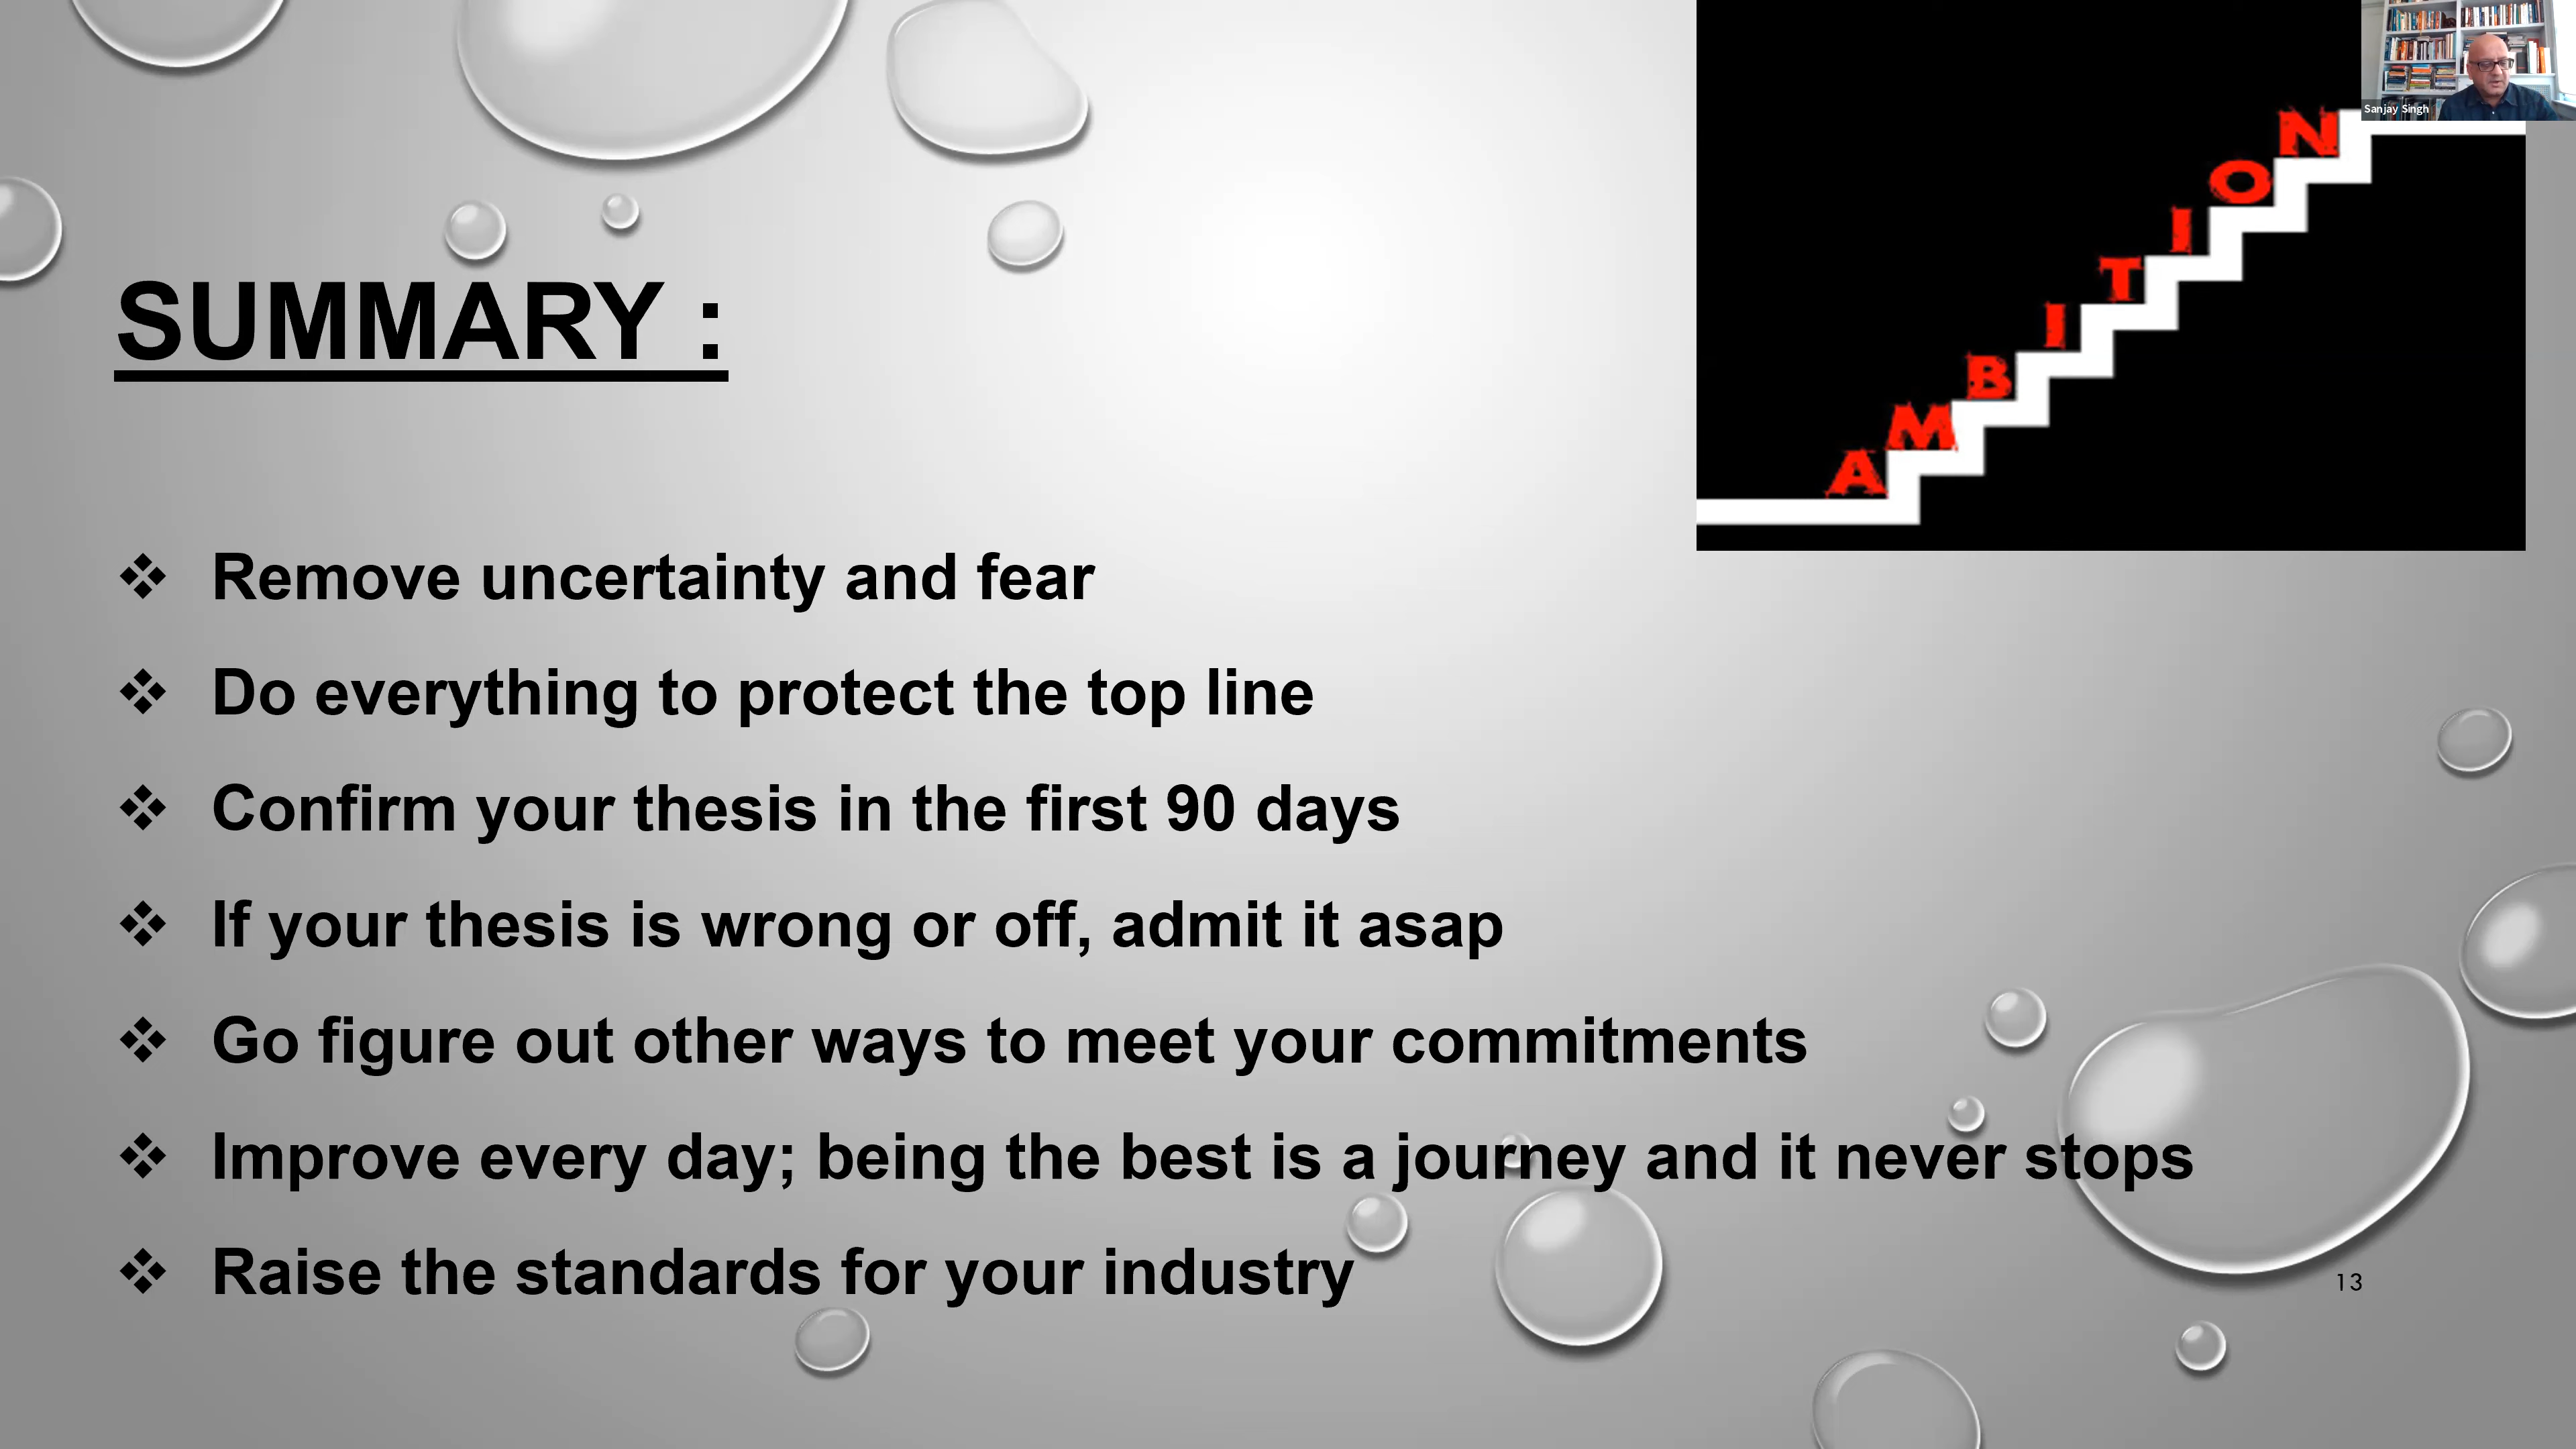 Sanjay Singh
AMBITION
SUMMARY :
❖ Remove uncertainty and fear
❖ Do everything to protect the top line
❖ Confirm your thesis in the first 90 days
❖ If your thesis is wrong or off, admit it asap
❖ Go figure out other ways to meet your commitments
❖ Improve every day; being the best is a journey and it never stops
❖ Raise the standards for your industry
13